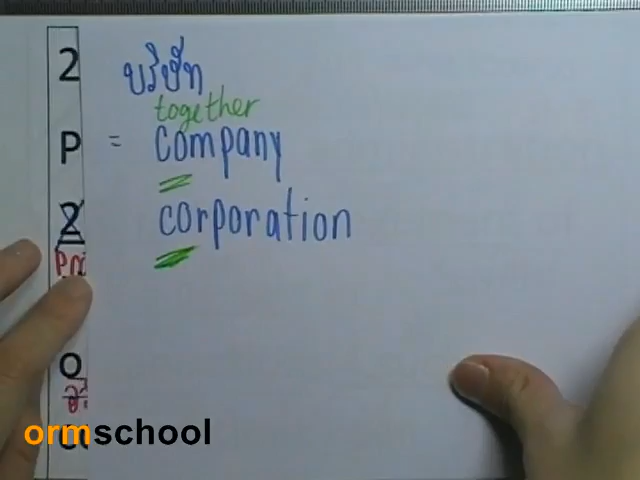 2
บริษัท
together
P = company
corporation
O
ormschool